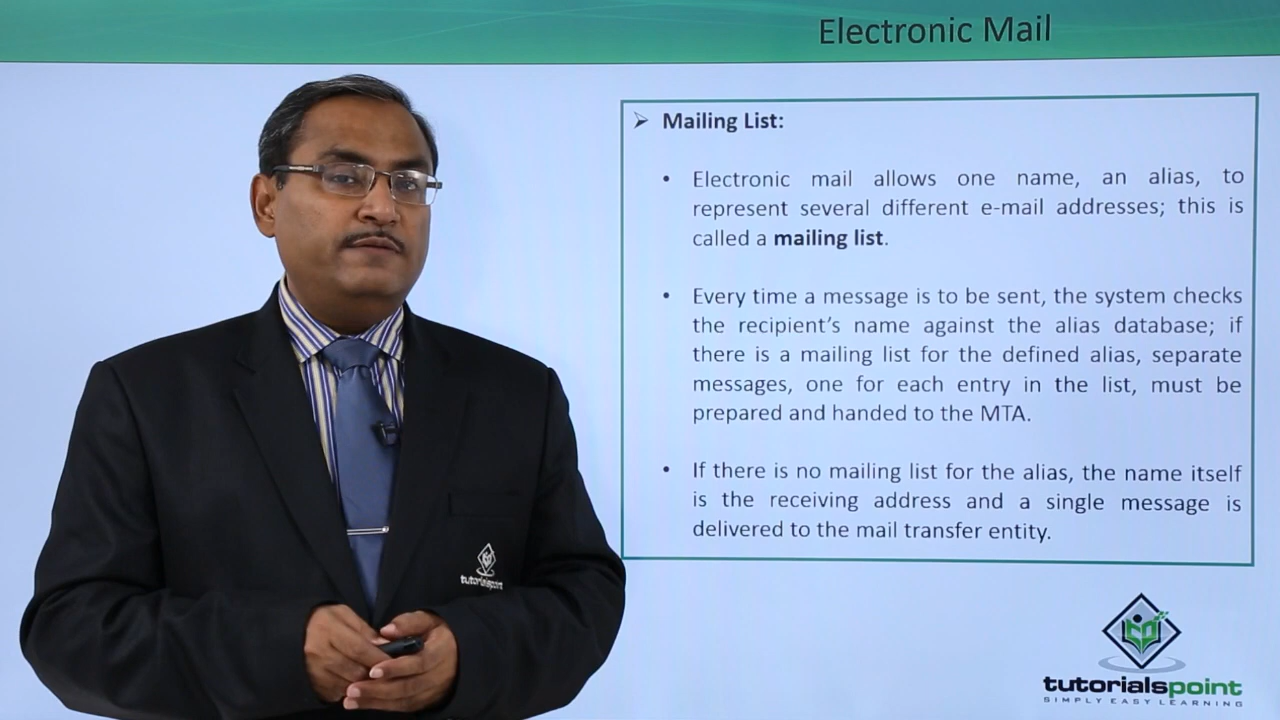 Electronic Mail
➢ Mailing List:
• Electronic mail allows one name, an alias, to
represent several different e-mail addresses; this is
called a mailing list.
• Every time a message is to be sent, the system checks
the recipient’s name against the alias database; if
there is a mailing list for the defined alias, separate
messages, one for each entry in the list, must be
prepared and handed to the MTA.
• If there is no mailing list for the alias, the name itself
is the receiving address and a single message is
delivered to the mail transfer entity.
tutorialspoint
tutorialspoint
SIMPLY EASY LEARNING